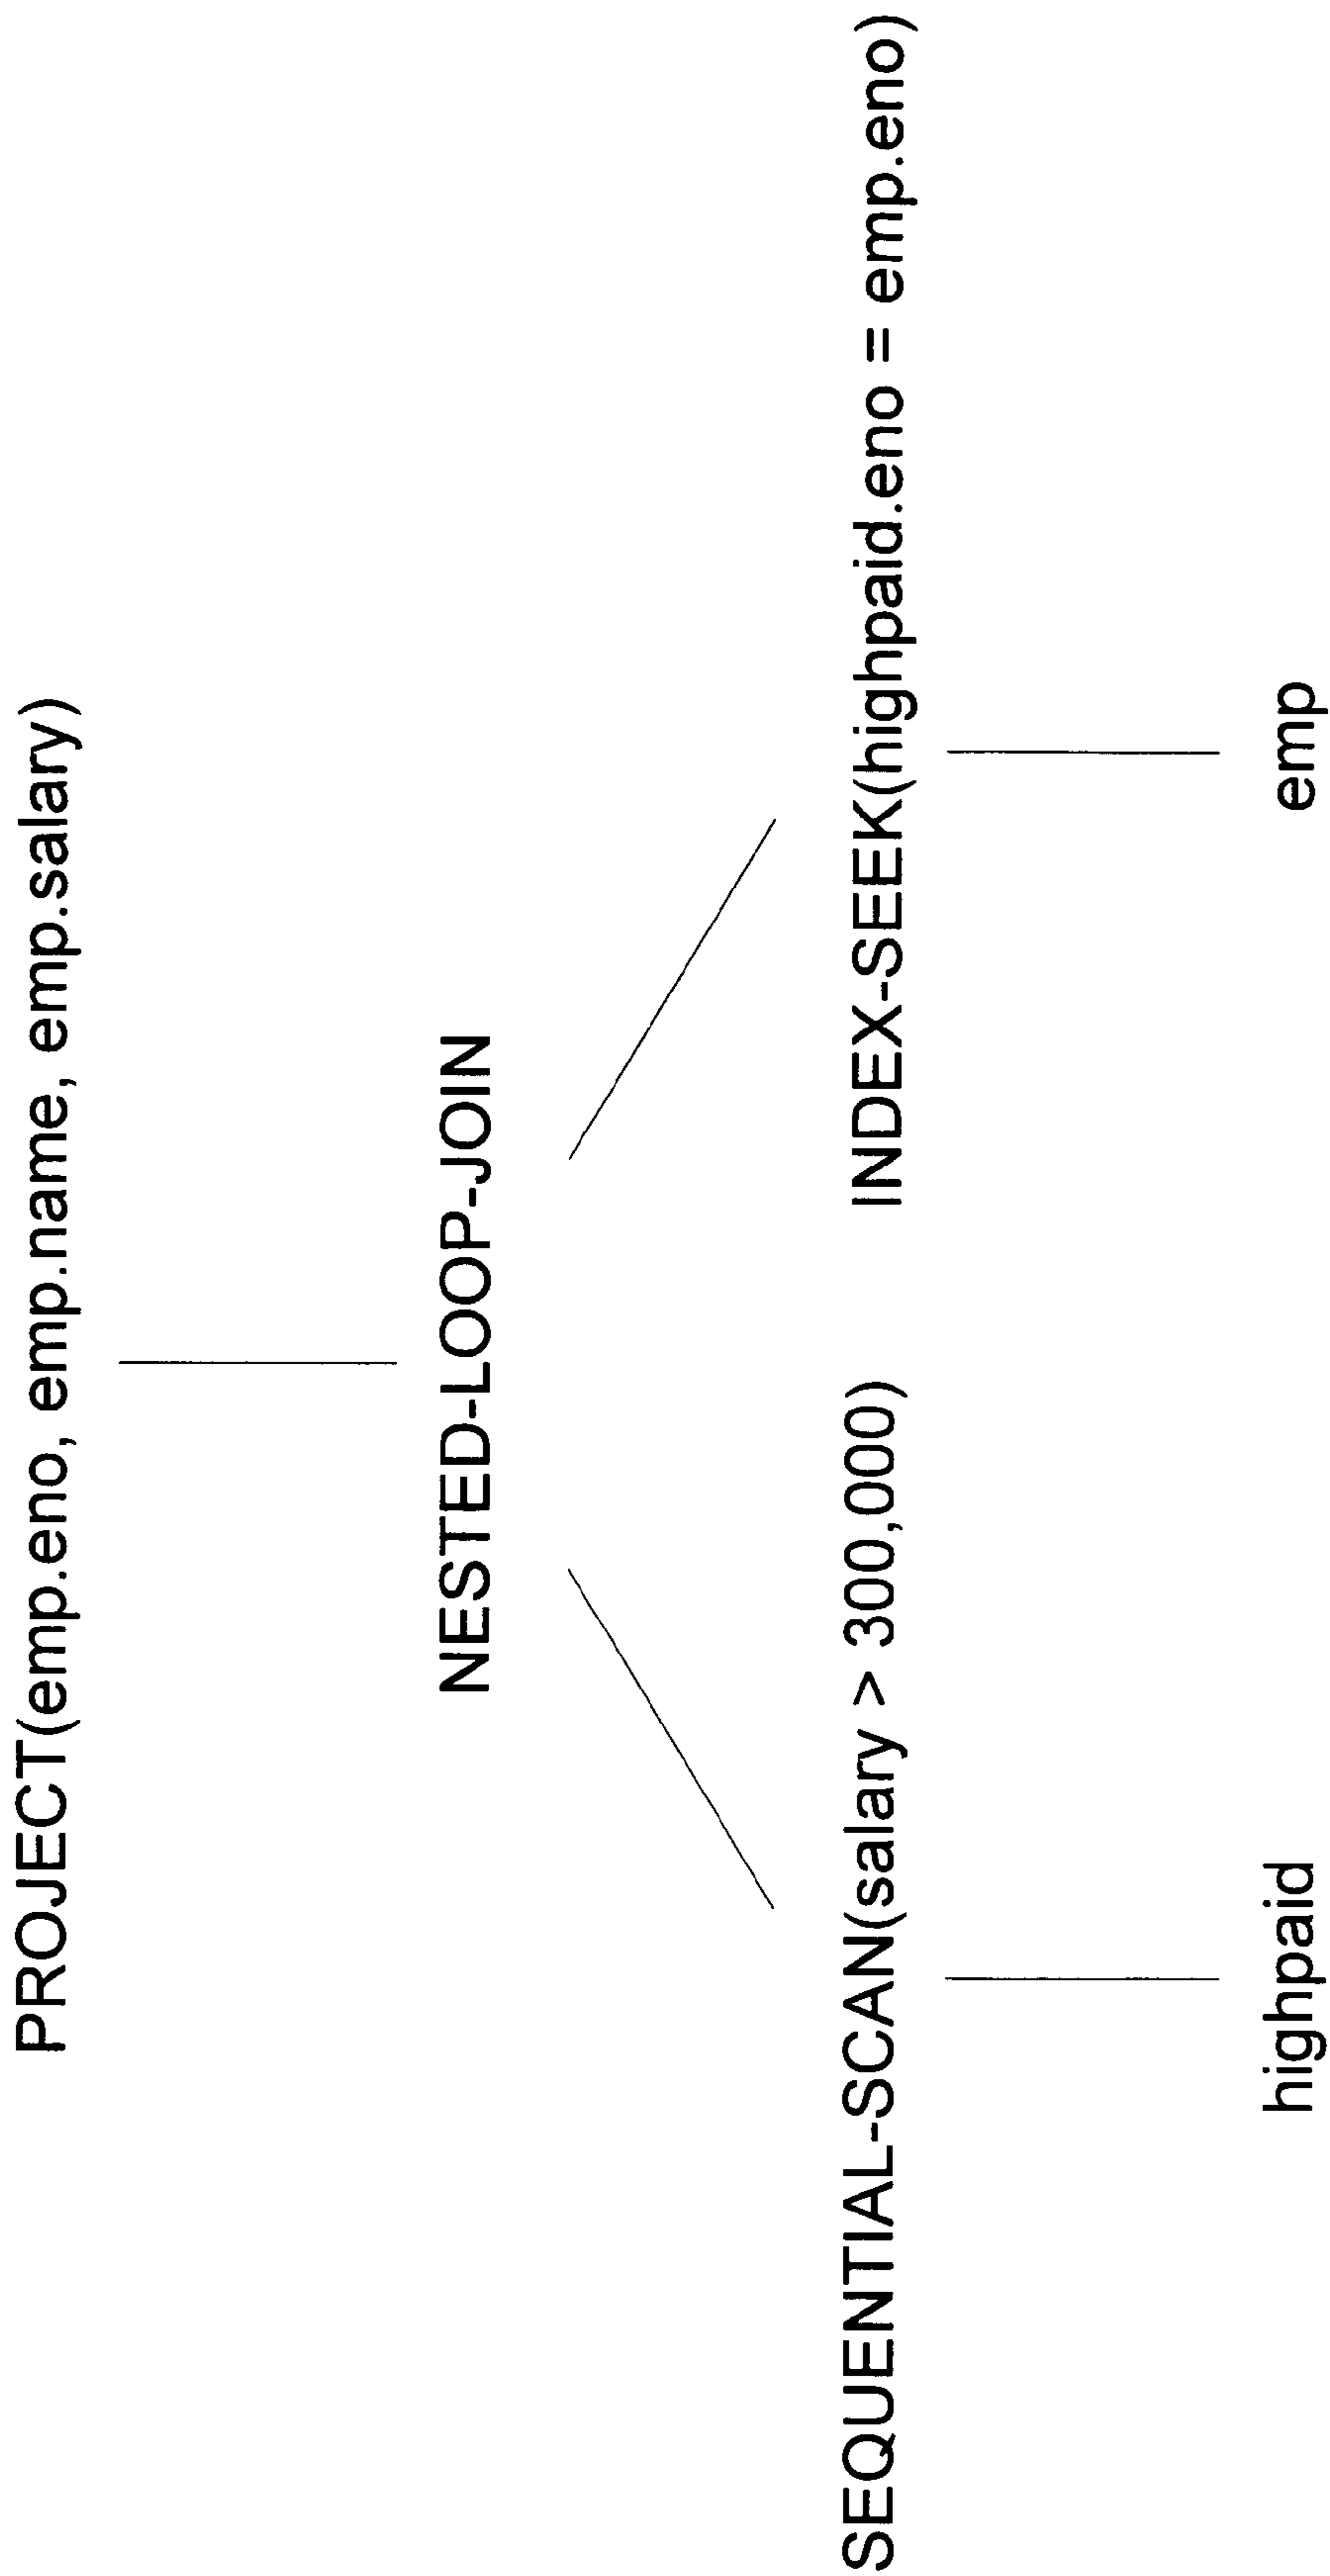 PROJECT(emp.eno, emp.name, emp.salary)
NESTED-LOOP-JOIN
SEQUENTIAL-SCAN(salary > 300,000)
INDEX-SEEK(highpaid.eno = emp.eno)
highpaid
emp